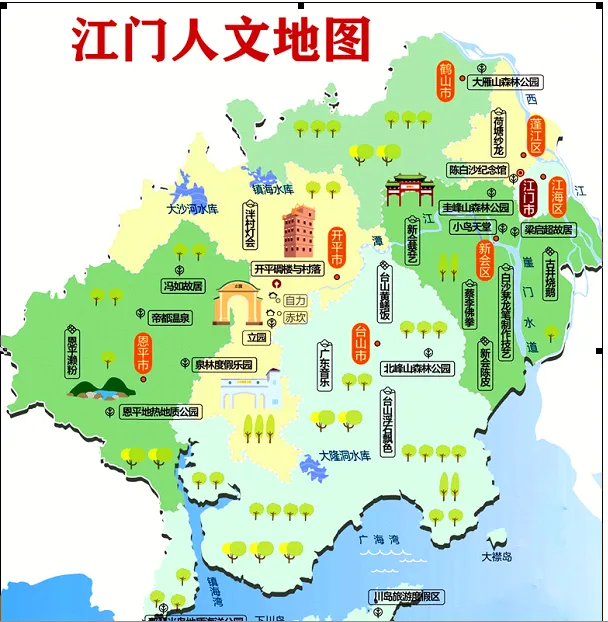 江门人文地图
鹤山市
大雁山森林公园
西
江
荷塘纱龙
蓬江区
陈白沙纪念馆
江门市
江海区
圭峰山森林公园
小鸟天堂
梁启超故居
新会区
新会葵艺
潭
江
镇海水库
大沙河水库
泮村灯会
开平市
开平碉楼与村落
自力
赤坎
立园
冯如故居
帝都温泉
恩平市
恩平濑粉
泉林度假乐园
恩平地热地质公园
台山黄鳝饭
台山市
广东音乐
北峰山森林公园
台山浮石飘色
蔡李佛拳
白沙茅龙笔制作技艺
新会陈皮
古井烧鹅
崖门水道
大隆洞水库
广海湾
大襟岛
镇海湾
川岛旅游度假区
下川岛